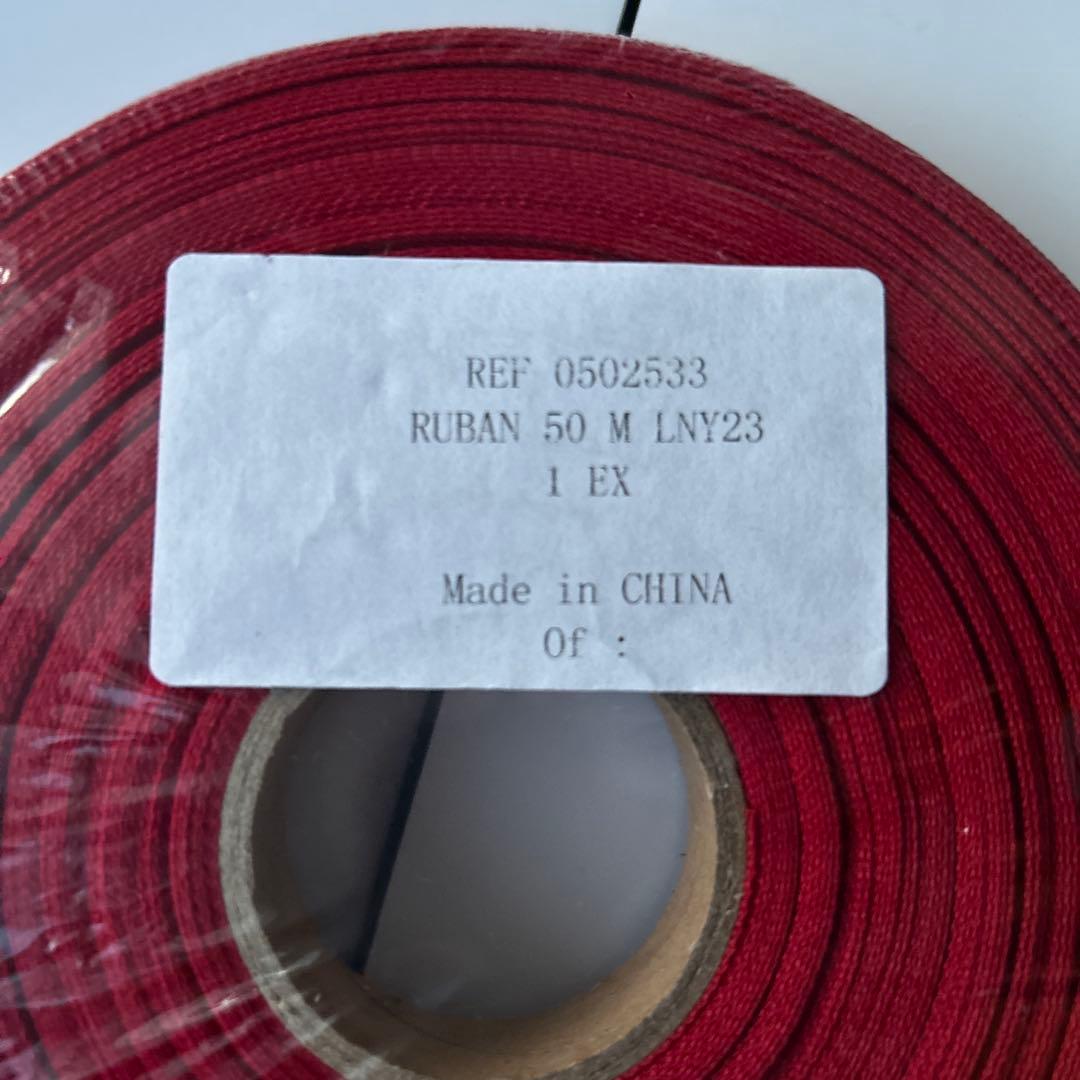 REF 0502533
RUBAN 50 M LNY23
1 EX
Made in CHINA
Of :